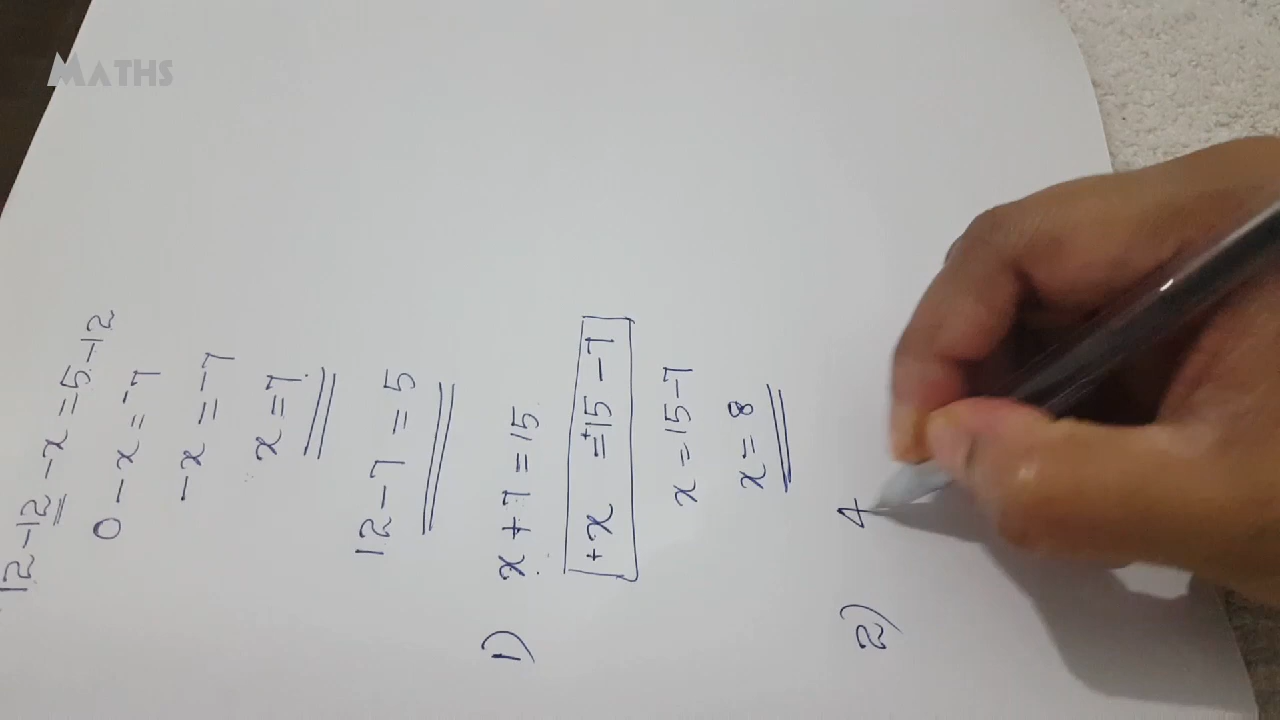 MATHS
12-12-x=5-12
0-x=-7
-x=-7
x=7
12-7=5
1) x+7=15
+x =+15-7
x=15-7
x=8
2) 4